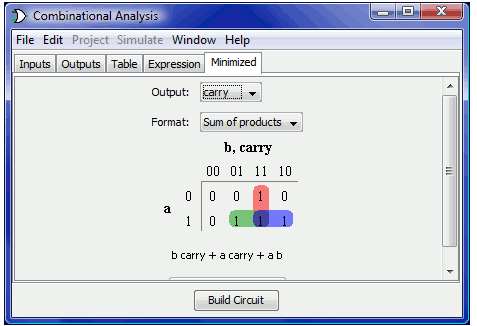 Combinational Analysis
File Edit Project Simulate Window Help
Inputs Outputs Table Expression Minimized
Output: carry
Format: Sum of products
b, carry
00 01 11 10
0 0 0 1 0
a
1 0 1 1 1
b carry + a carry + a b
Build Circuit